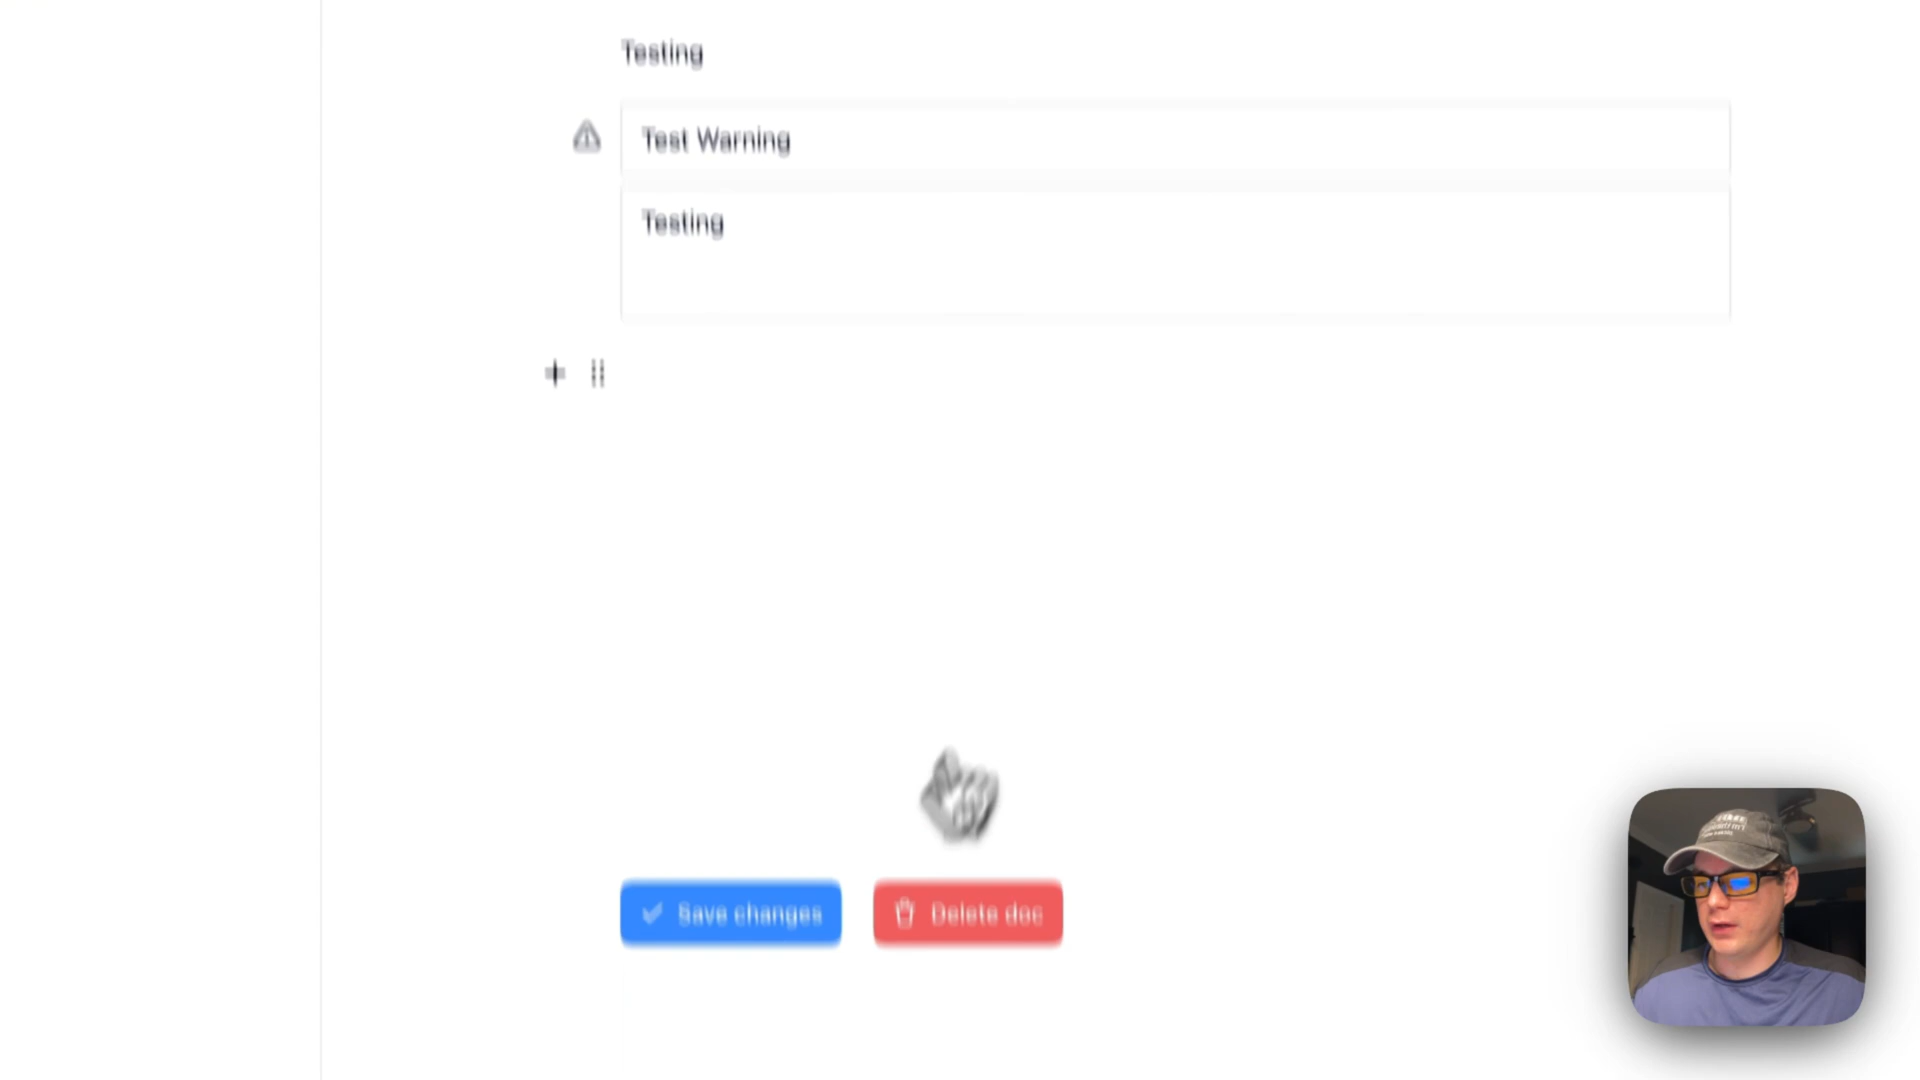 Testing
Test Warning
Testing
Save changes
Delete doc